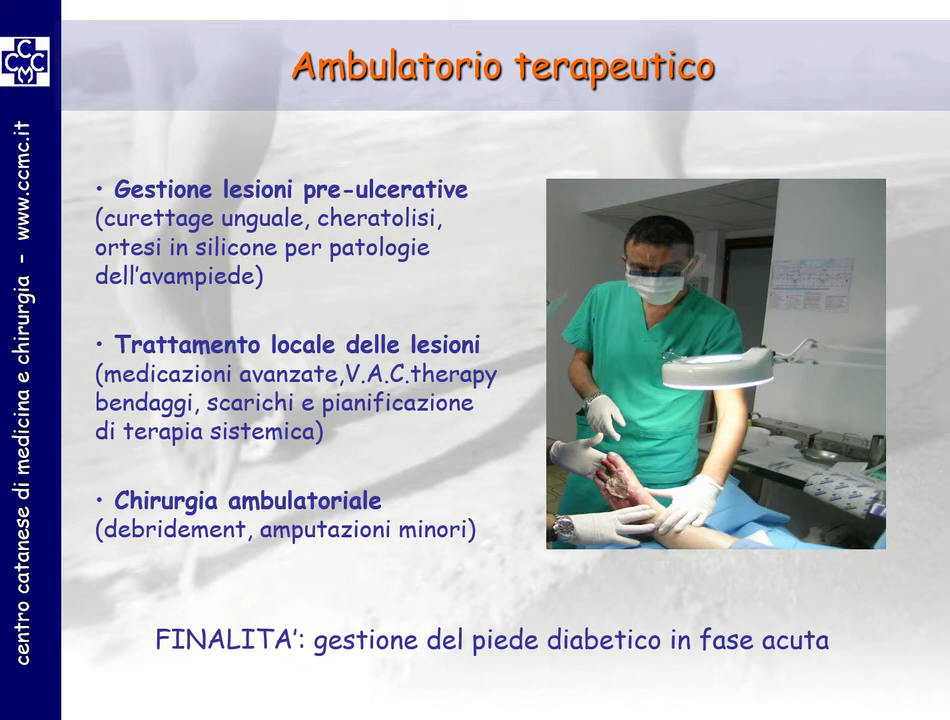 Ambulatorio terapeutico
C
C C C
M
centro catanese di medicina e chirurgia - www.ccmc.it
• Gestione lesioni pre-ulcerative
(curettage unguale, cheratolisi,
ortesi in silicone per patologie
dell’avampiede)
• Trattamento locale delle lesioni
(medicazioni avanzate,V.A.C.therapy
bendaggi, scarichi e pianificazione
di terapia sistemica)
• Chirurgia ambulatoriale
(debridement, amputazioni minori)
FINALITA’: gestione del piede diabetico in fase acuta